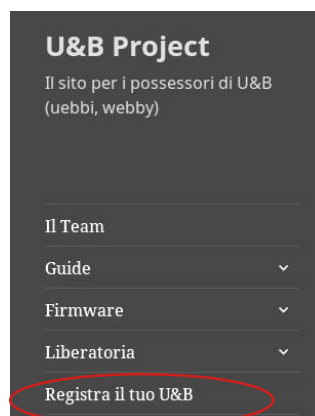 U&B Project
Il sito per i possessori di U&B
(uebbi, webby)
Il Team
Guide
Firmware
Liberatoria
Registra il tuo U&B